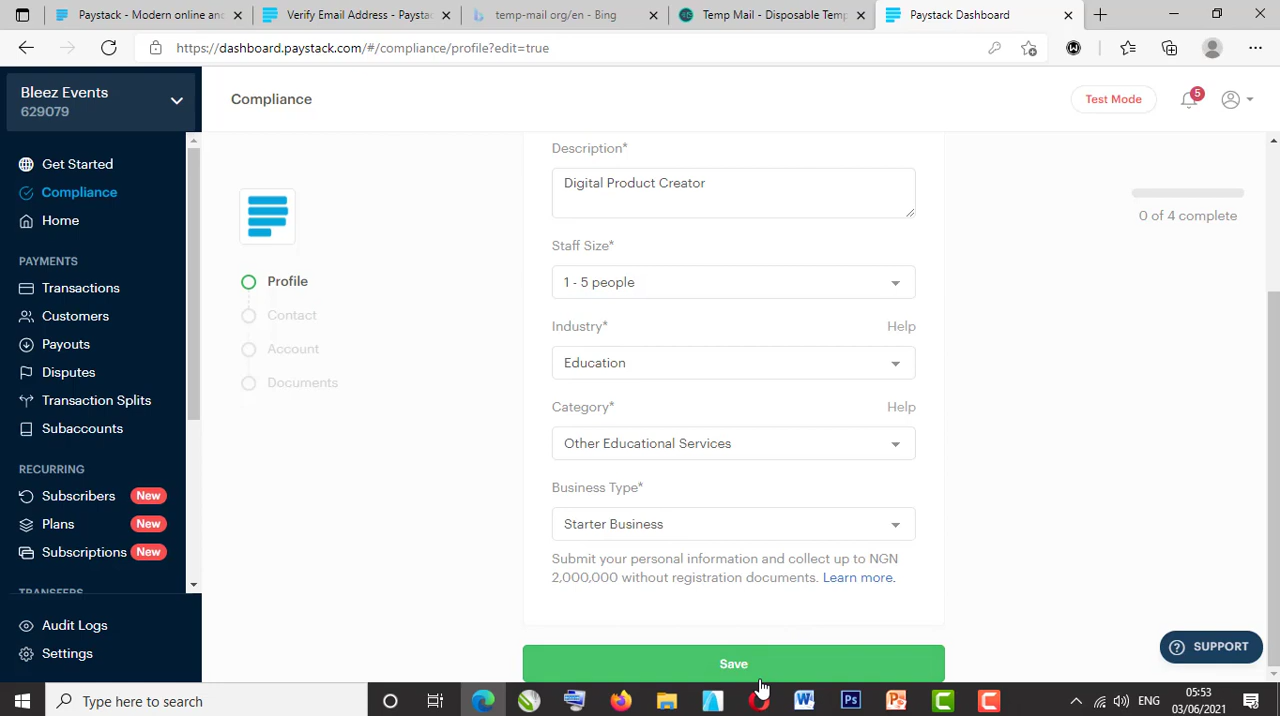 Paystack - Modern online and
Verify Email Address - Paystac
temp-mail org/en - Bing
Temp Mail - Disposable Temp
Paystack Dashboard
https://dashboard.paystack.com/#/compliance/profile?edit=true
Bleez Events
629079
Compliance
Test Mode
5
Get Started
Compliance
Home
PAYMENTS
Transactions
Customers
Payouts
Disputes
Transaction Splits
Subaccounts
RECURRING
Subscribers New
Plans New
Subscriptions New
TRANSFERS
Audit Logs
Settings
Profile
Contact
Account
Documents
Description*
Digital Product Creator
Staff Size*
1 - 5 people
Industry* Help
Education
Category* Help
Other Educational Services
Business Type*
Starter Business
Submit your personal information and collect up to NGN
2,000,000 without registration documents. Learn more.
Save
0 of 4 complete
SUPPORT
Type here to search
ENG
05:53
03/06/2021